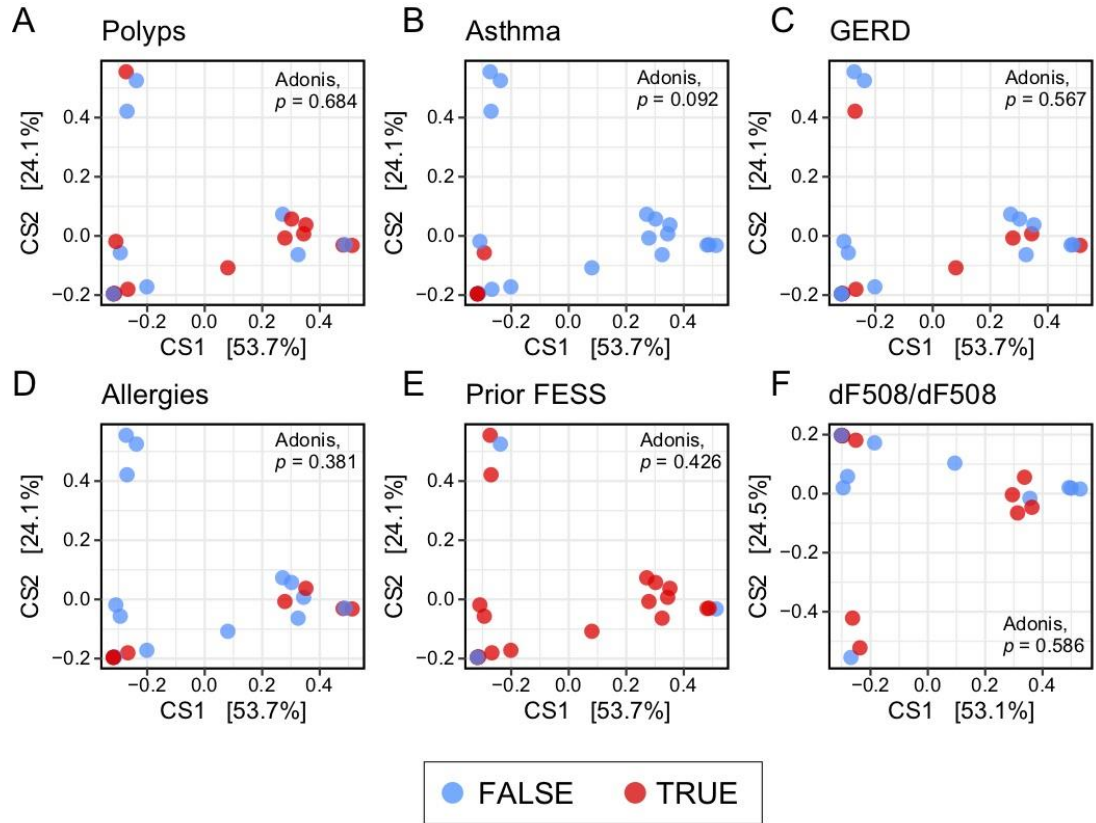 A
Polyps
Adonis,
p = 0.684
CS2 [24.1%]
0.4
0.2
0.0
−0.2
−0.2 0.0 0.2 0.4
CS1 [53.7%]
B
Asthma
Adonis,
p = 0.092
CS2 [24.1%]
0.4
0.2
0.0
−0.2
−0.2 0.0 0.2 0.4
CS1 [53.7%]
C
GERD
Adonis,
p = 0.567
CS2 [24.1%]
0.4
0.2
0.0
−0.2
−0.2 0.0 0.2 0.4
CS1 [53.7%]
D
Allergies
Adonis,
p = 0.381
CS2 [24.1%]
0.4
0.2
0.0
−0.2
−0.2 0.0 0.2 0.4
CS1 [53.7%]
E
Prior FESS
Adonis,
p = 0.426
CS2 [24.1%]
0.4
0.2
0.0
−0.2
−0.2 0.0 0.2 0.4
CS1 [53.7%]
F
dF508/dF508
CS2 [24.5%]
0.2
0.0
−0.2
−0.4
Adonis,
p = 0.586
−0.2 0.0 0.2 0.4
CS1 [53.1%]
FALSE TRUE